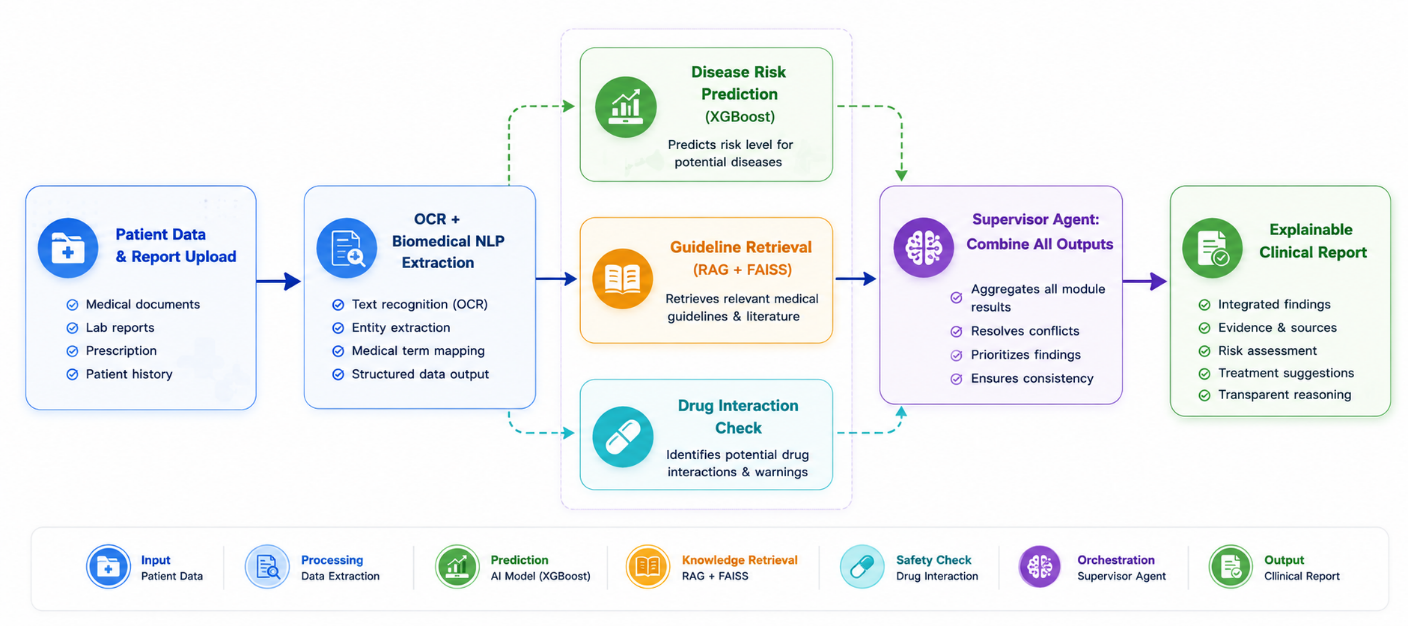 Patient Data
& Report Upload
Medical documents
Lab reports
Prescription
Patient history
OCR +
Biomedical NLP
Extraction
Text recognition (OCR)
Entity extraction
Medical term mapping
Structured data output
Disease Risk
Prediction
(XGBoost)
Predicts risk level for
potential diseases
Guideline Retrieval
(RAG + FAISS)
Retrieves relevant medical
guidelines & literature
Drug Interaction
Check
Identifies potential drug
interactions & warnings
Supervisor Agent:
Combine All Outputs
Aggregates all module
results
Resolves conflicts
Prioritizes findings
Ensures consistency
Explainable
Clinical Report
Integrated findings
Evidence & sources
Risk assessment
Treatment suggestions
Transparent reasoning
Input
Patient Data
Processing
Data Extraction
Prediction
AI Model (XGBoost)
Knowledge Retrieval
RAG + FAISS
Safety Check
Drug Interaction
Orchestration
Supervisor Agent
Output
Clinical Report